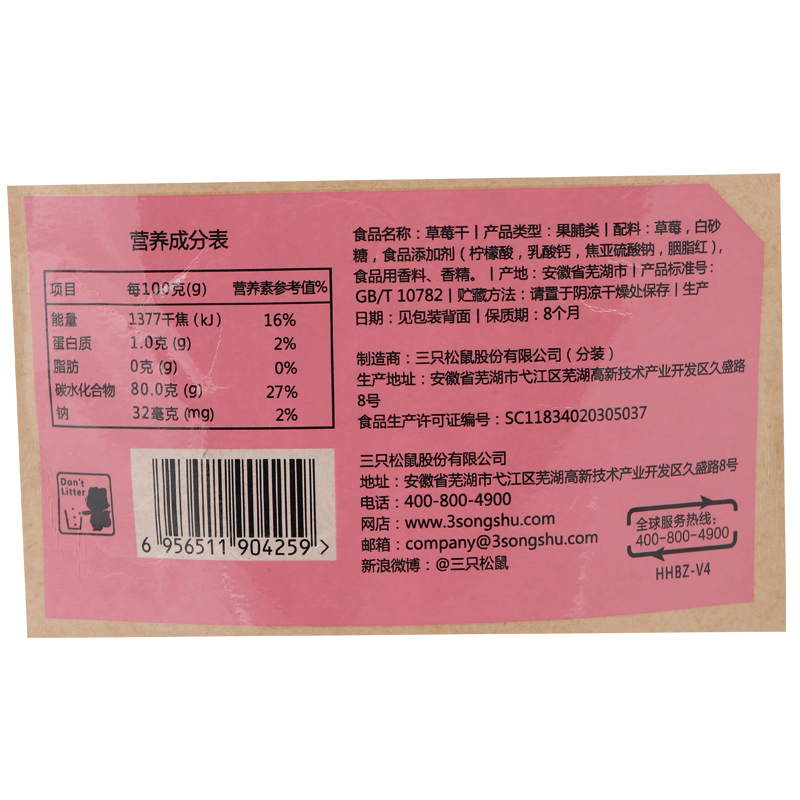 营养成分表
项目 每100克(g) 营养素参考值%
能量 1377千焦 (kJ) 16%
蛋白质 1.0克 (g) 2%
脂肪 0克 (g) 0%
碳水化合物 80.0克 (g) 27%
钠 32毫克 (mg) 2%
Don't
Litter
6 956511 904259 >
食品名称：草莓干丨产品类型：果脯类丨配料：草莓，白砂
糖，食品添加剂（柠檬酸，乳酸钙，焦亚硫酸钠，胭脂红），
食品用香料、香精。丨产地：安徽省芜湖市丨产品标准号：
GB/T 10782丨贮藏方法：请置于阴凉干燥处保存丨生产
日期：见包装背面丨保质期：8个月
制造商：三只松鼠股份有限公司（分装）
生产地址：安徽省芜湖市弋江区芜湖高新技术产业开发区久盛路
8号
食品生产许可证编号：SC11834020305037
三只松鼠股份有限公司
地址：安徽省芜湖市弋江区芜湖高新技术产业开发区久盛路8号
电话：400-800-4900
网店：www.3songshu.com
邮箱：company@3songshu.com
新浪微博：@三只松鼠
全球服务热线：
400-800-4900
HHBZ-V4